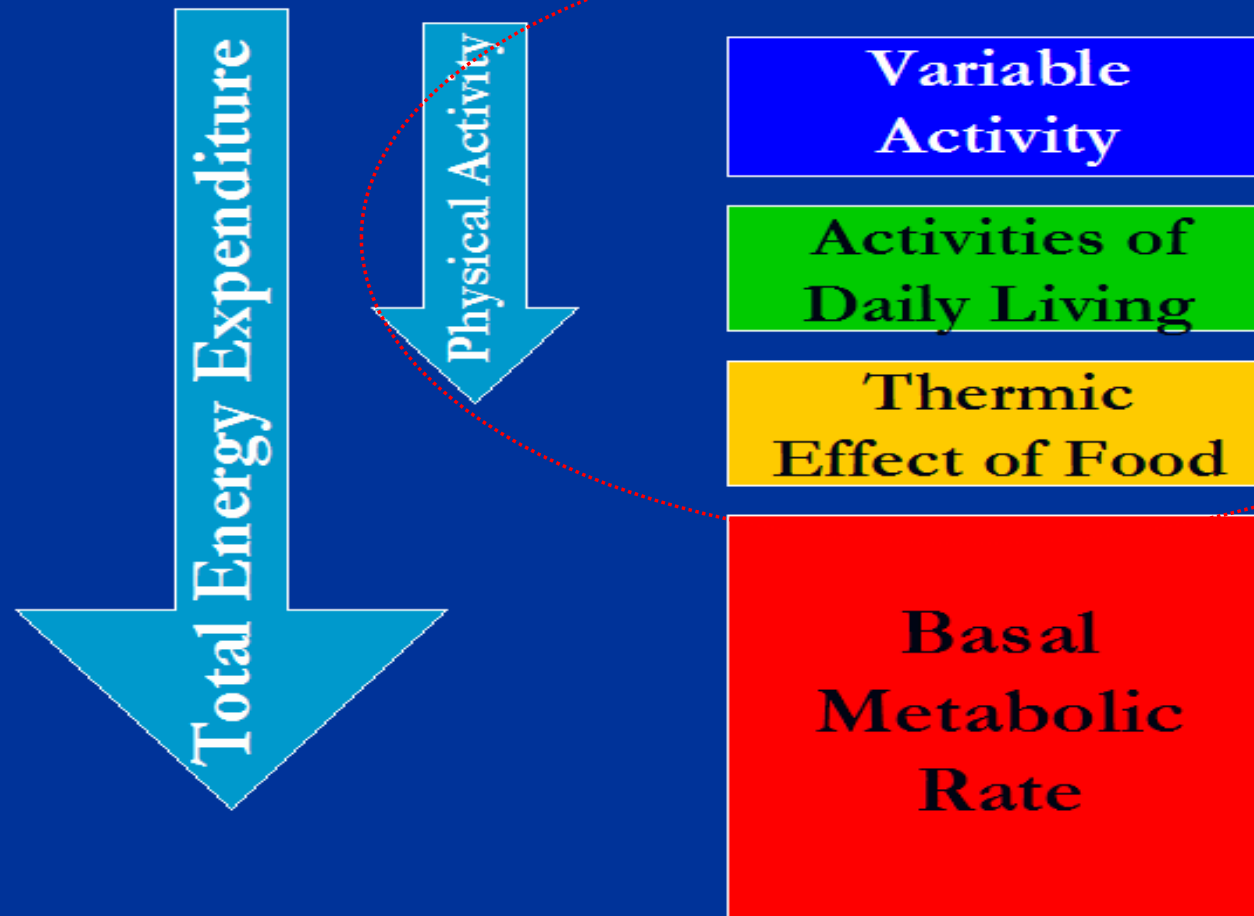 Total Energy Expenditure
Physical Activity
Variable
Activity
Activities of
Daily Living
Thermic
Effect of Food
Basal
Metabolic
Rate